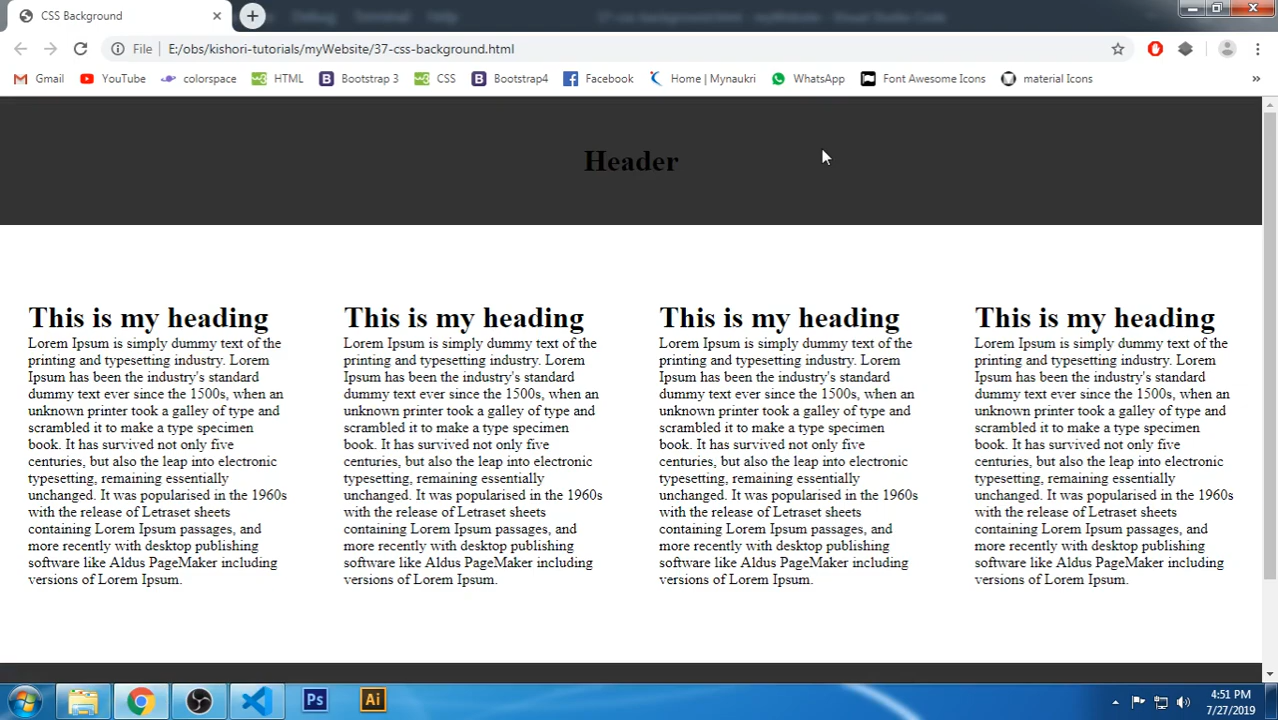 CSS Background
File E:/obs/kishori-tutorials/myWebsite/37-css-background.html
Gmail YouTube colorspace HTML Bootstrap 3 CSS Bootstrap4 Facebook Home | Mynaukri WhatsApp Font Awesome Icons material Icons »
Header
This is my heading
Lorem Ipsum is simply dummy text of the
printing and typesetting industry. Lorem
Ipsum has been the industry's standard
dummy text ever since the 1500s, when an
unknown printer took a galley of type and
scrambled it to make a type specimen
book. It has survived not only five
centuries, but also the leap into electronic
typesetting, remaining essentially
unchanged. It was popularised in the 1960s
with the release of Letraset sheets
containing Lorem Ipsum passages, and
more recently with desktop publishing
software like Aldus PageMaker including
versions of Lorem Ipsum.
This is my heading
Lorem Ipsum is simply dummy text of the
printing and typesetting industry. Lorem
Ipsum has been the industry's standard
dummy text ever since the 1500s, when an
unknown printer took a galley of type and
scrambled it to make a type specimen
book. It has survived not only five
centuries, but also the leap into electronic
typesetting, remaining essentially
unchanged. It was popularised in the 1960s
with the release of Letraset sheets
containing Lorem Ipsum passages, and
more recently with desktop publishing
software like Aldus PageMaker including
versions of Lorem Ipsum.
This is my heading
Lorem Ipsum is simply dummy text of the
printing and typesetting industry. Lorem
Ipsum has been the industry's standard
dummy text ever since the 1500s, when an
unknown printer took a galley of type and
scrambled it to make a type specimen
book. It has survived not only five
centuries, but also the leap into electronic
typesetting, remaining essentially
unchanged. It was popularised in the 1960s
with the release of Letraset sheets
containing Lorem Ipsum passages, and
more recently with desktop publishing
software like Aldus PageMaker including
versions of Lorem Ipsum.
This is my heading
Lorem Ipsum is simply dummy text of the
printing and typesetting industry. Lorem
Ipsum has been the industry's standard
dummy text ever since the 1500s, when an
unknown printer took a galley of type and
scrambled it to make a type specimen
book. It has survived not only five
centuries, but also the leap into electronic
typesetting, remaining essentially
unchanged. It was popularised in the 1960s
with the release of Letraset sheets
containing Lorem Ipsum passages, and
more recently with desktop publishing
software like Aldus PageMaker including
versions of Lorem Ipsum.
Ps Ai
4:51 PM
7/27/2019